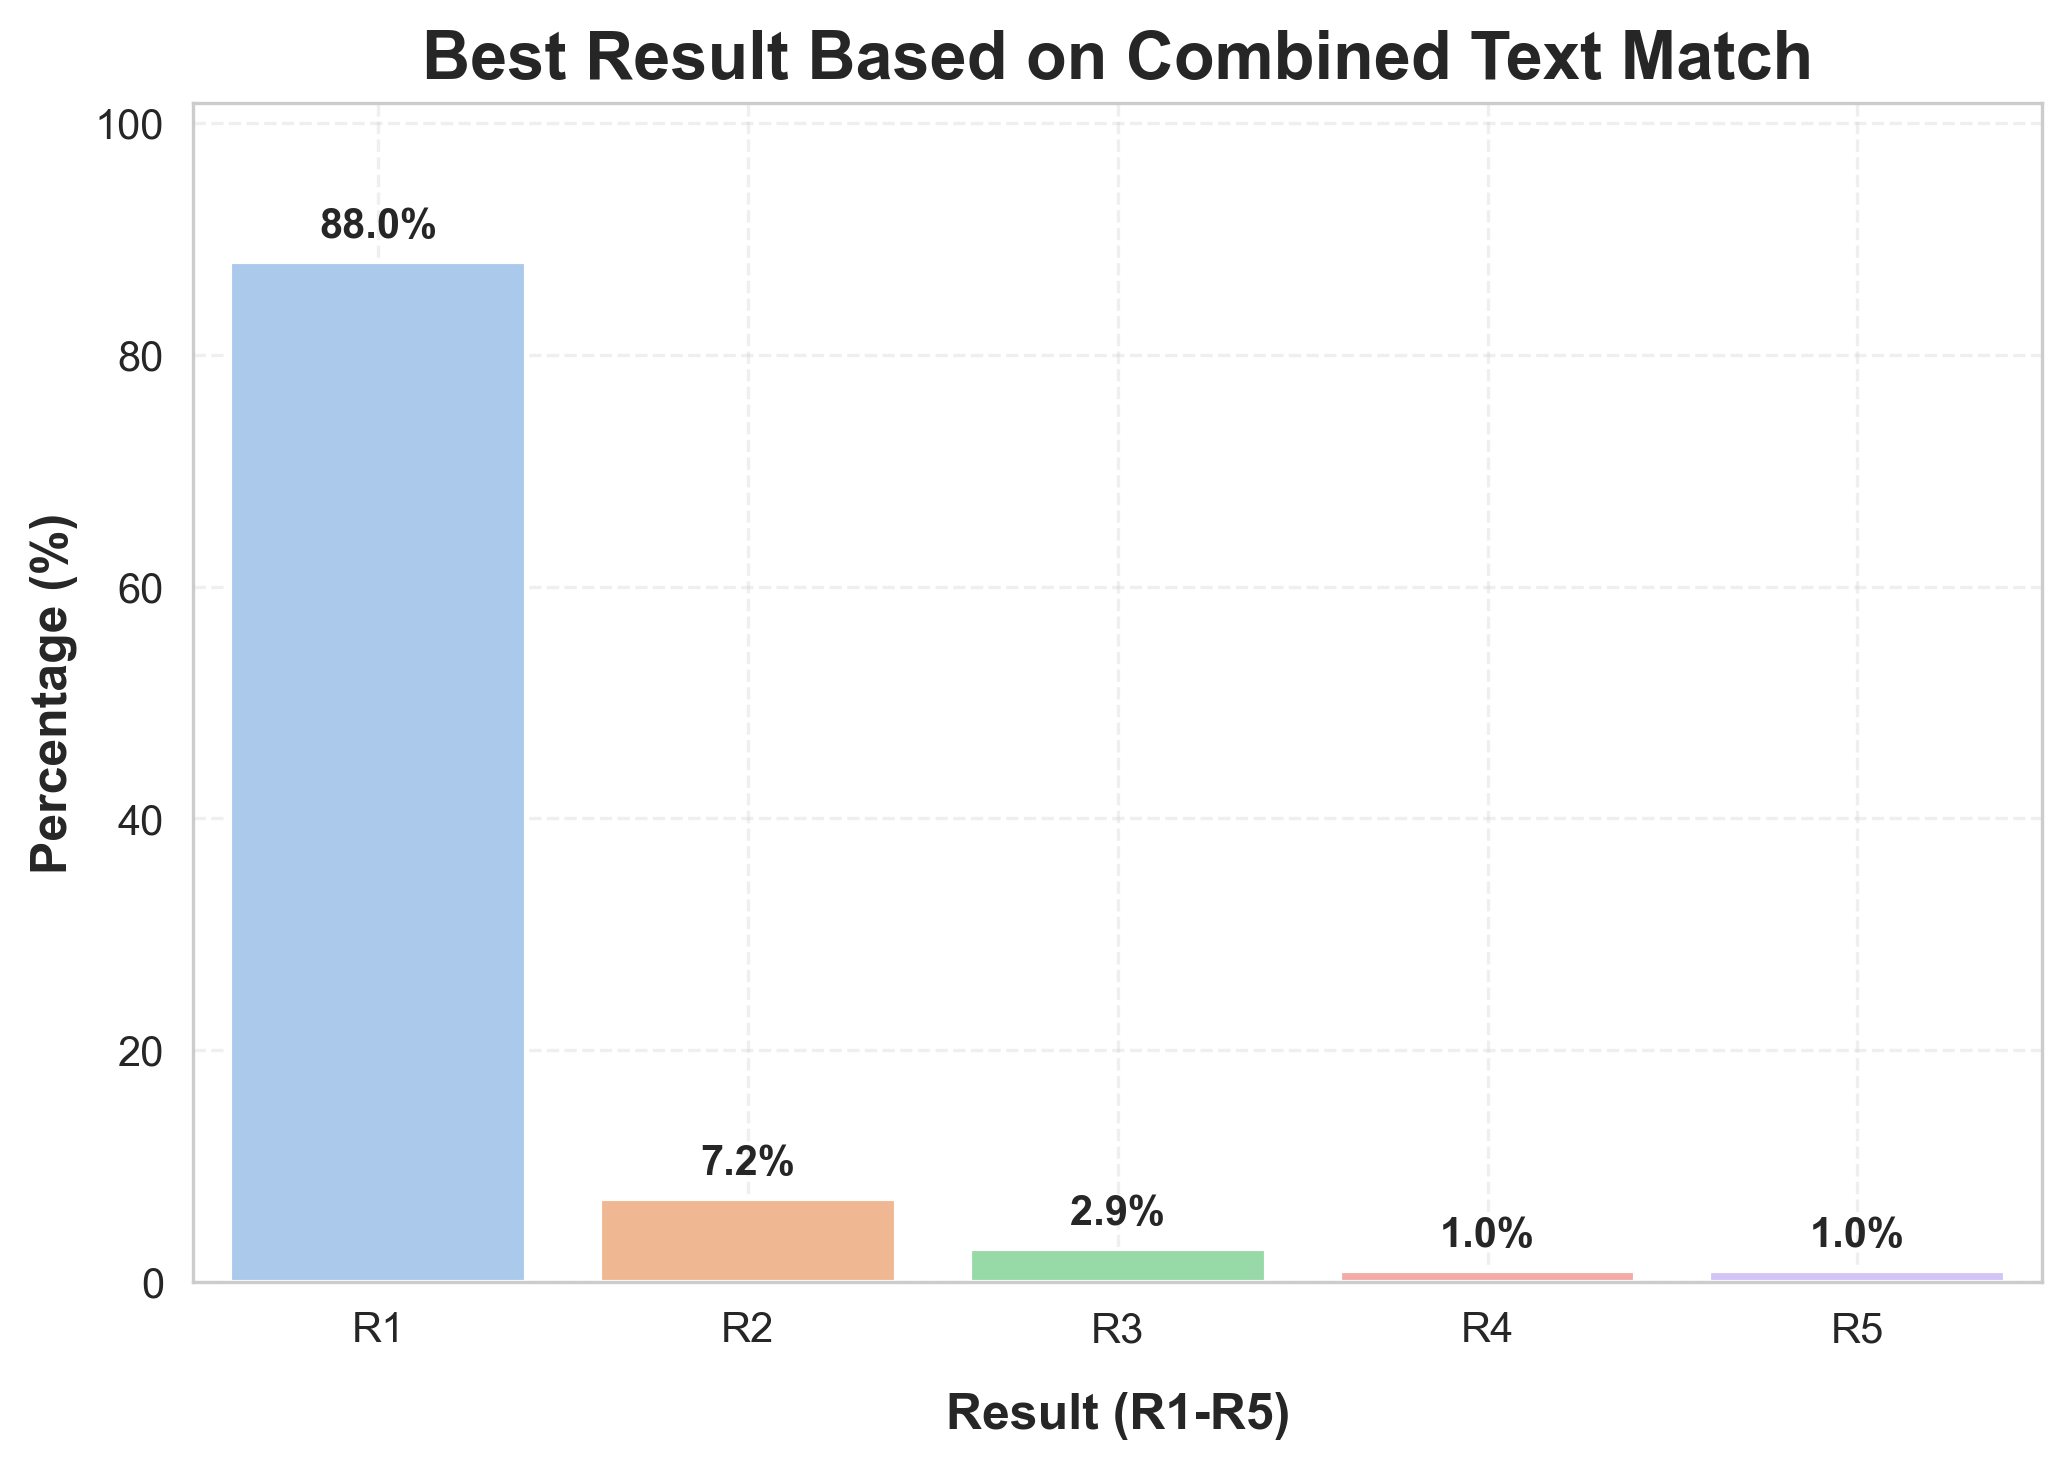 Best Result Based on Combined Text Match
100
80
60
40
20
0
Percentage (%)
88.0%
7.2%
2.9%
1.0%
1.0%
R1
R2
R3
R4
R5
Result (R1-R5)